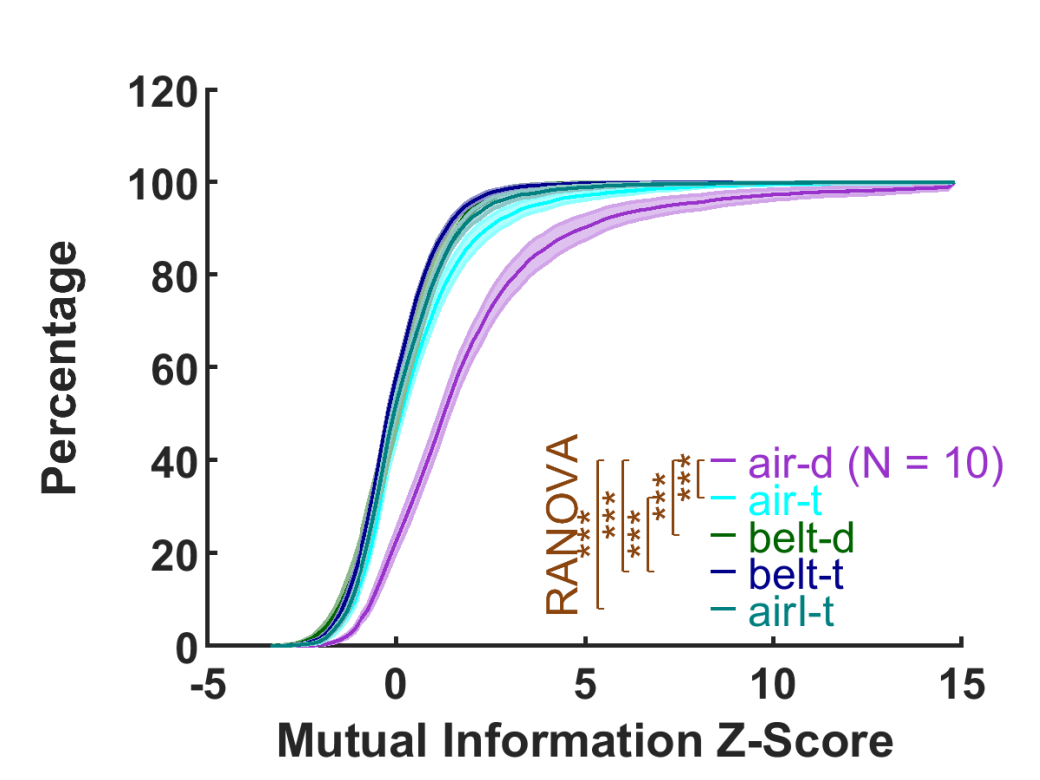 120
100
80
60
40
20
0
-5
0
5
10
15
Percentage
Mutual Information Z-Score
RANOVA
***
***
***
***
***
air-d (N = 10)
air-t
belt-d
belt-t
airI-t